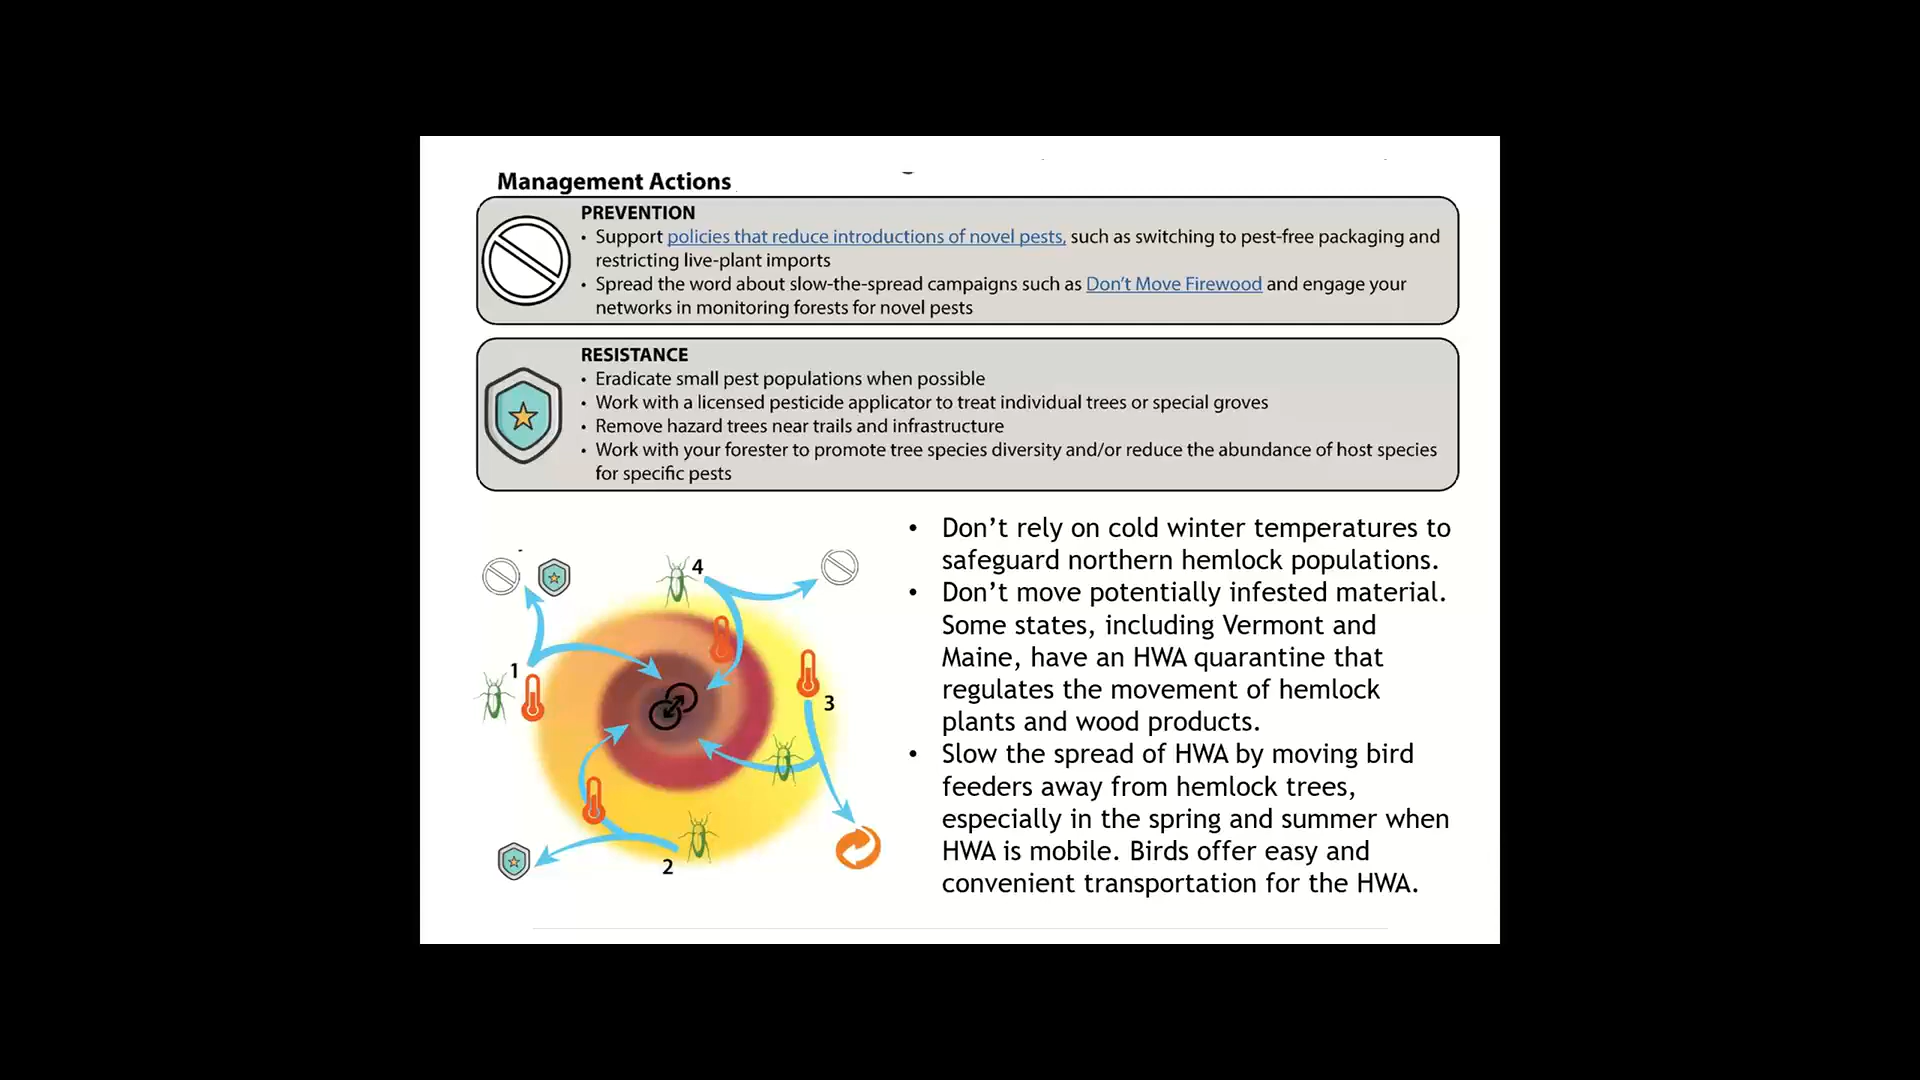 Management Actions
PREVENTION
• Support policies that reduce introductions of novel pests, such as switching to pest-free packaging and
restricting live-plant imports
• Spread the word about slow-the-spread campaigns such as Don't Move Firewood and engage your
networks in monitoring forests for novel pests
RESISTANCE
• Eradicate small pest populations when possible
• Work with a licensed pesticide applicator to treat individual trees or special groves
• Remove hazard trees near trails and infrastructure
• Work with your forester to promote tree species diversity and/or reduce the abundance of host species
for specific pests
4
1
3
2
• Don't rely on cold winter temperatures to
safeguard northern hemlock populations.
• Don't move potentially infested material.
Some states, including Vermont and
Maine, have an HWA quarantine that
regulates the movement of hemlock
plants and wood products.
• Slow the spread of HWA by moving bird
feeders away from hemlock trees,
especially in the spring and summer when
HWA is mobile. Birds offer easy and
convenient transportation for the HWA.